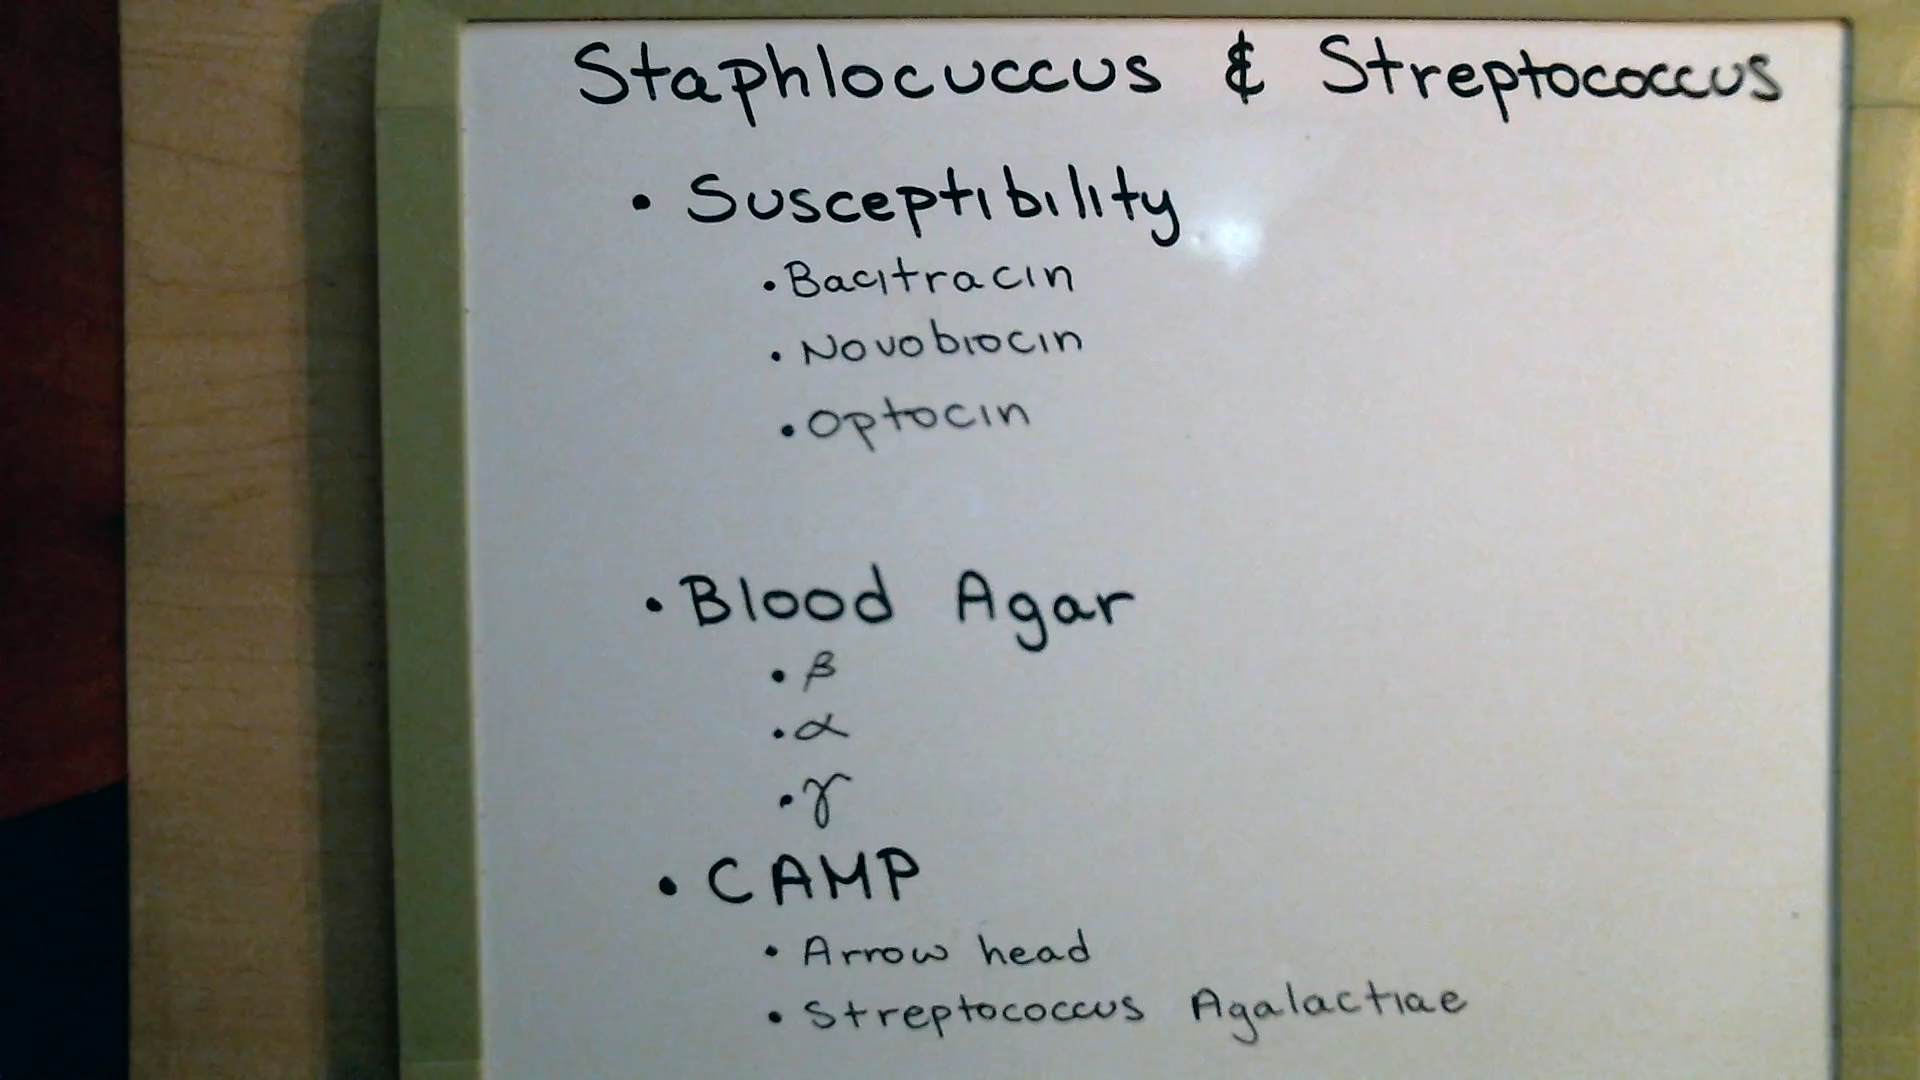 Staphlocuccus & Streptococcus
• Susceptibility
• Bacitracin
• Novobiocin
• Optocin
• Blood Agar
• β
• α
• γ
• CAMP
• Arrow head
• Streptococcus Agalactiae